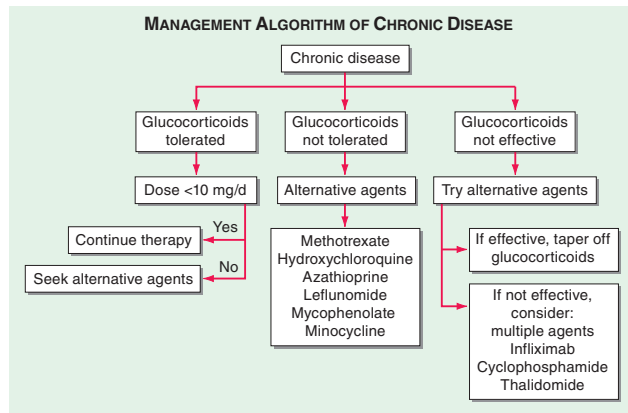 MANAGEMENT ALGORITHM OF CHRONIC DISEASE
Chronic disease
Glucocorticoids
tolerated
Glucocorticoids
not tolerated
Glucocorticoids
not effective
Dose <10 mg/d
Alternative agents
Try alternative agents
Yes
Continue therapy
No
Seek alternative agents
Methotrexate
Hydroxychloroquine
Azathioprine
Leflunomide
Mycophenolate
Minocycline
If effective, taper off
glucocorticoids
If not effective,
consider:
multiple agents
Infliximab
Cyclophosphamide
Thalidomide